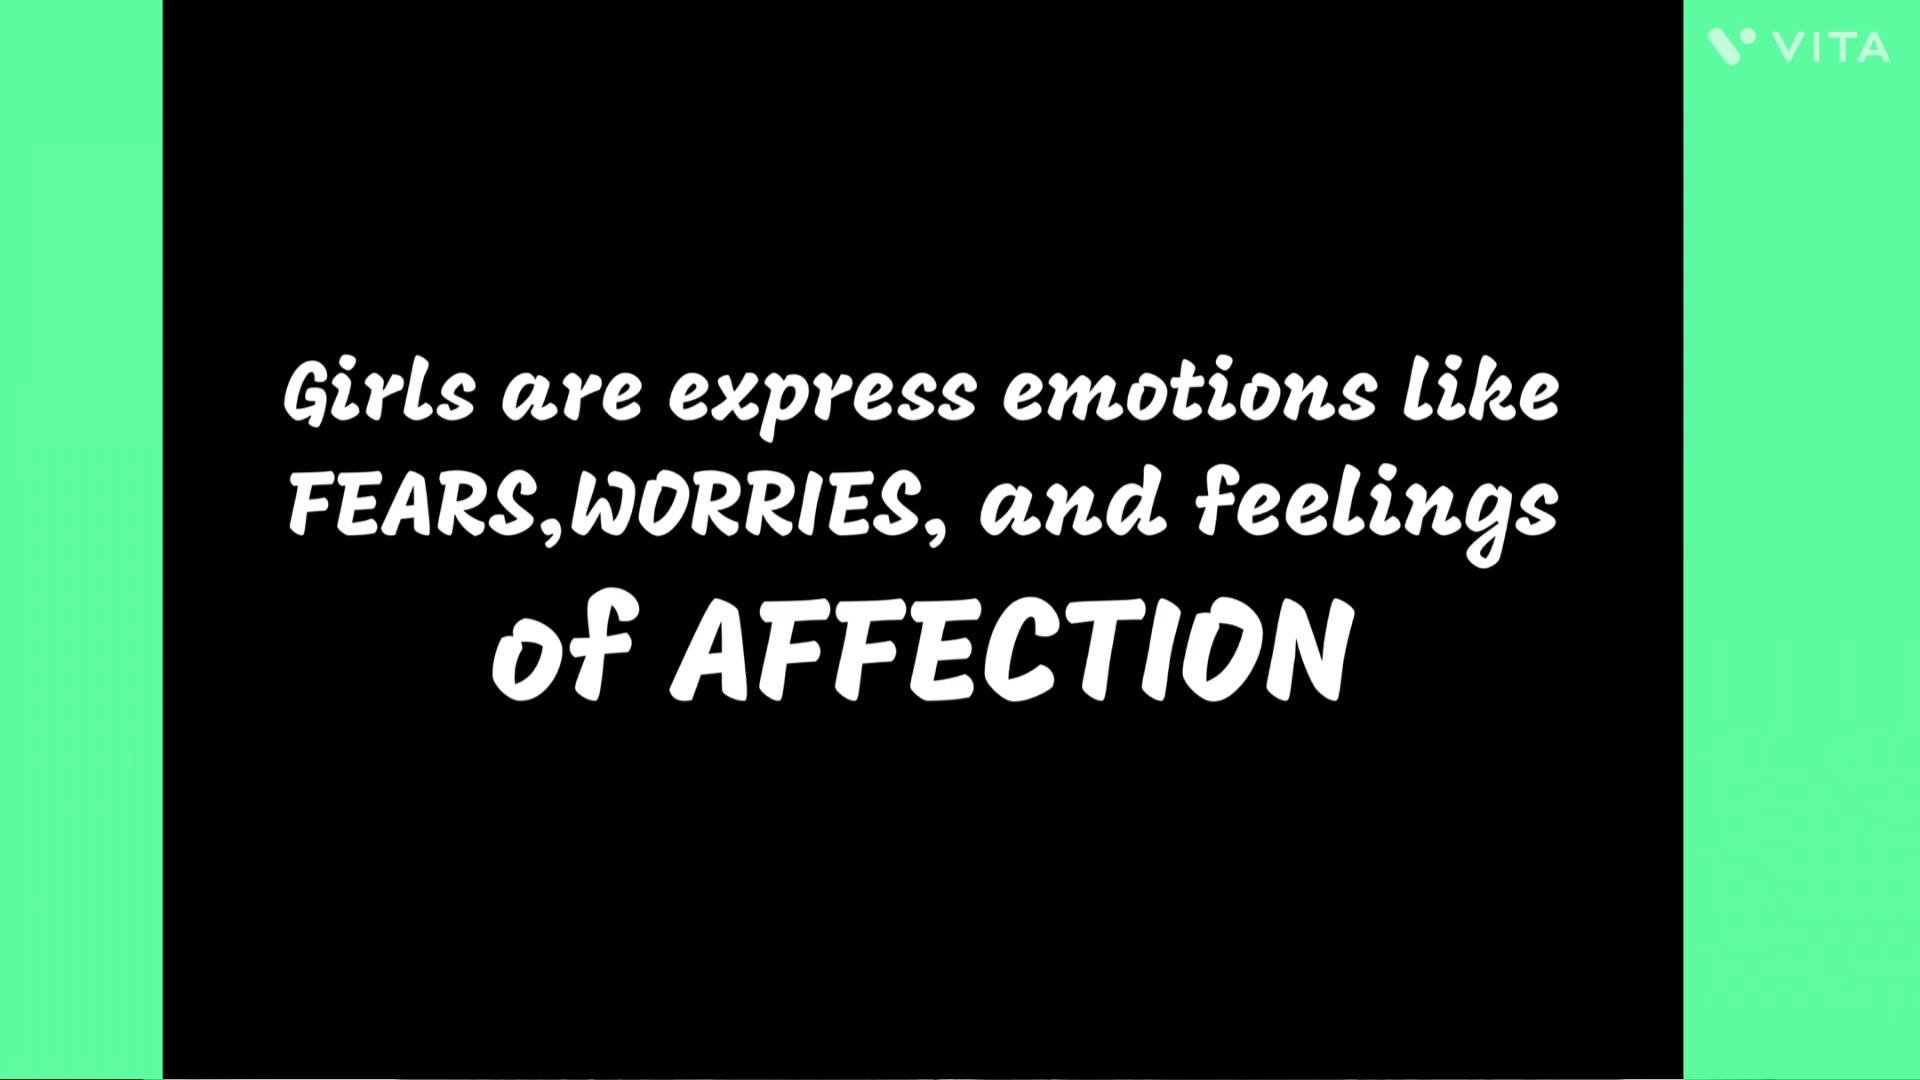 VITA
Girls are express emotions like
FEARS,WORRIES, and feelings
of AFFECTION